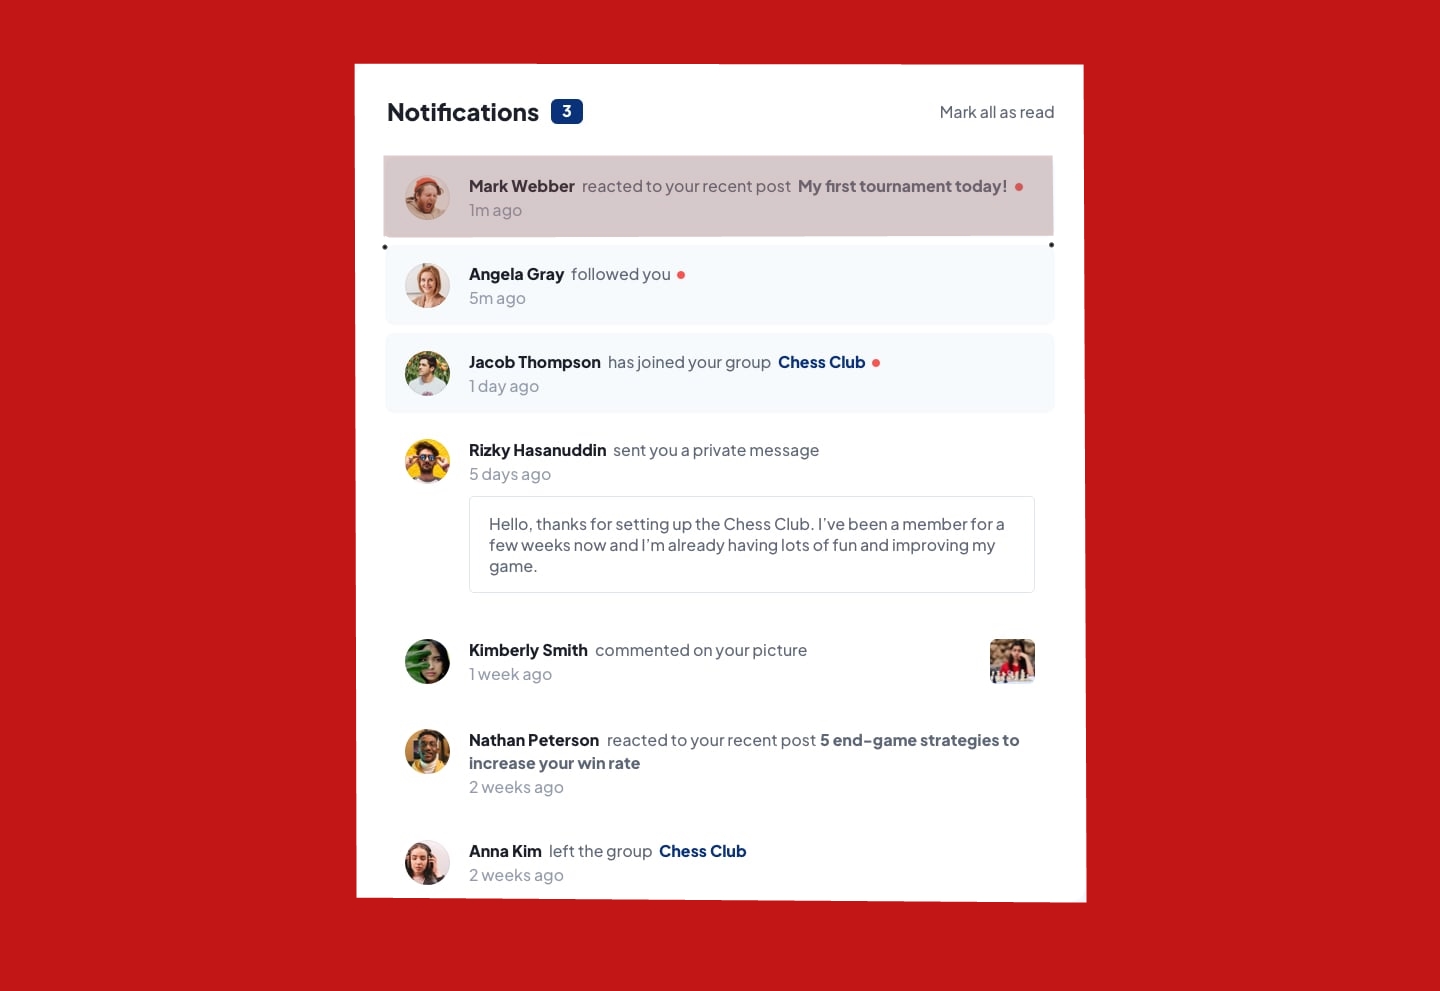 Notifications 3 Mark all as read
Mark Webber reacted to your recent post My first tournament today!
1m ago
Angela Gray followed you
5m ago
Jacob Thompson has joined your group Chess Club
1 day ago
Rizky Hasanuddin sent you a private message
5 days ago
Hello, thanks for setting up the Chess Club. I’ve been a member for a
few weeks now and I’m already having lots of fun and improving my
game.
Kimberly Smith commented on your picture
1 week ago
Nathan Peterson reacted to your recent post 5 end-game strategies to
increase your win rate
2 weeks ago
Anna Kim left the group Chess Club
2 weeks ago